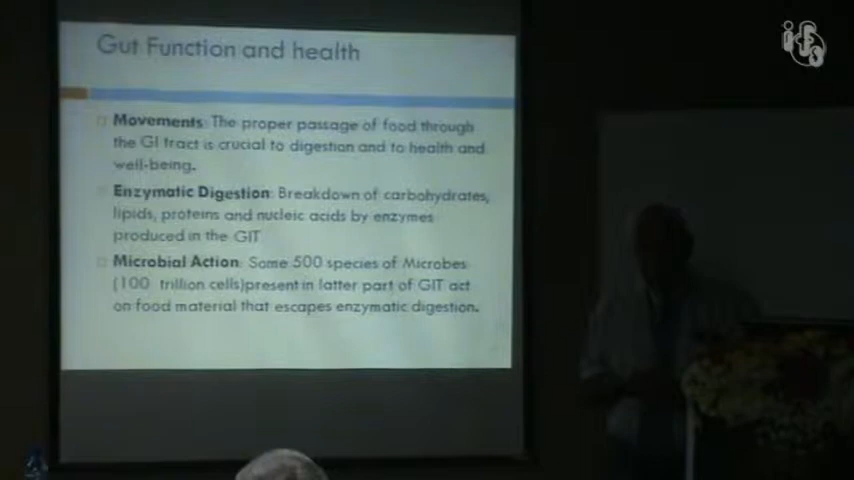 Gut Function and health
Movements: The proper passage of food through
the GI tract is crucial to digestion and to health and
well-being.
Enzymatic Digestion: Breakdown of carbohydrates,
lipids, proteins and nucleic acids by enzymes
produced in the GIT
Microbial Action: Some 500 species of Microbes
(100 trillion cells)present in latter part of GIT act
on food material that escapes enzymatic digestion.